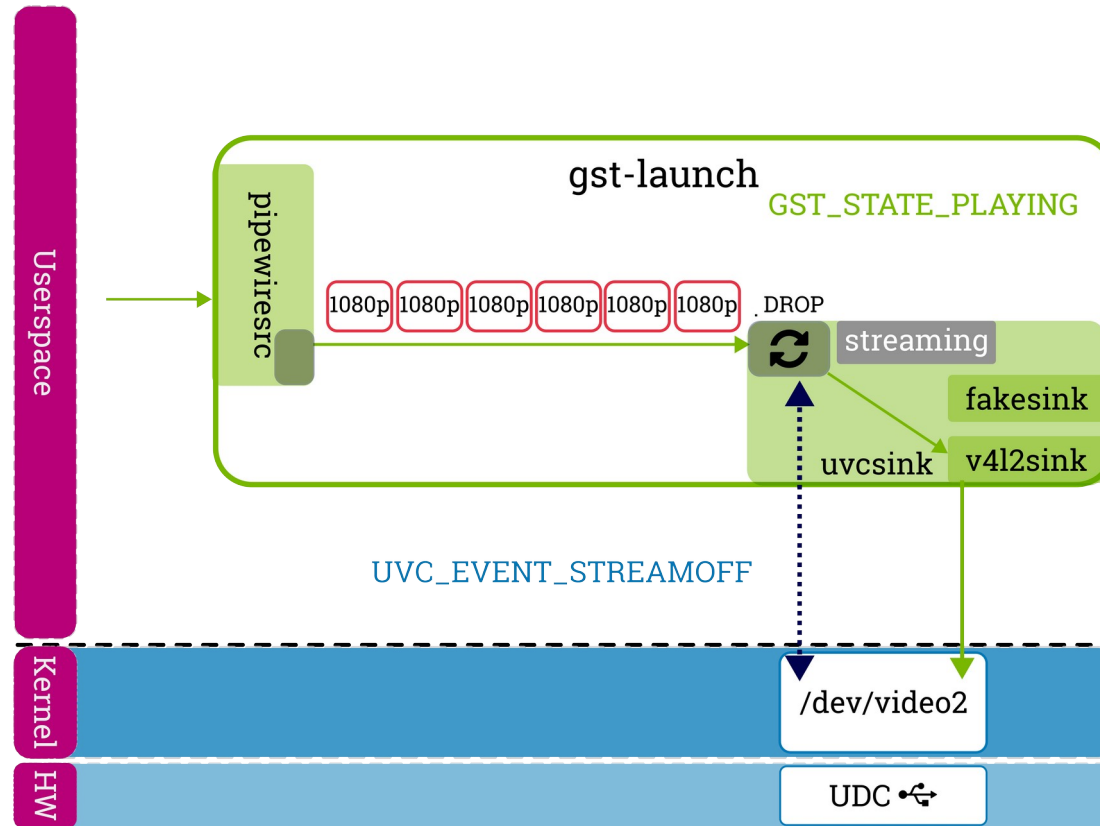 Userspace
gst-launch
GST_STATE_PLAYING
pipewiresrc
1080p 1080p 1080p 1080p 1080p 1080p . DROP
streaming
fakesink
uvcsink v4l2sink
UVC_EVENT_STREAMOFF
Kernel
/dev/video2
HW
UDC